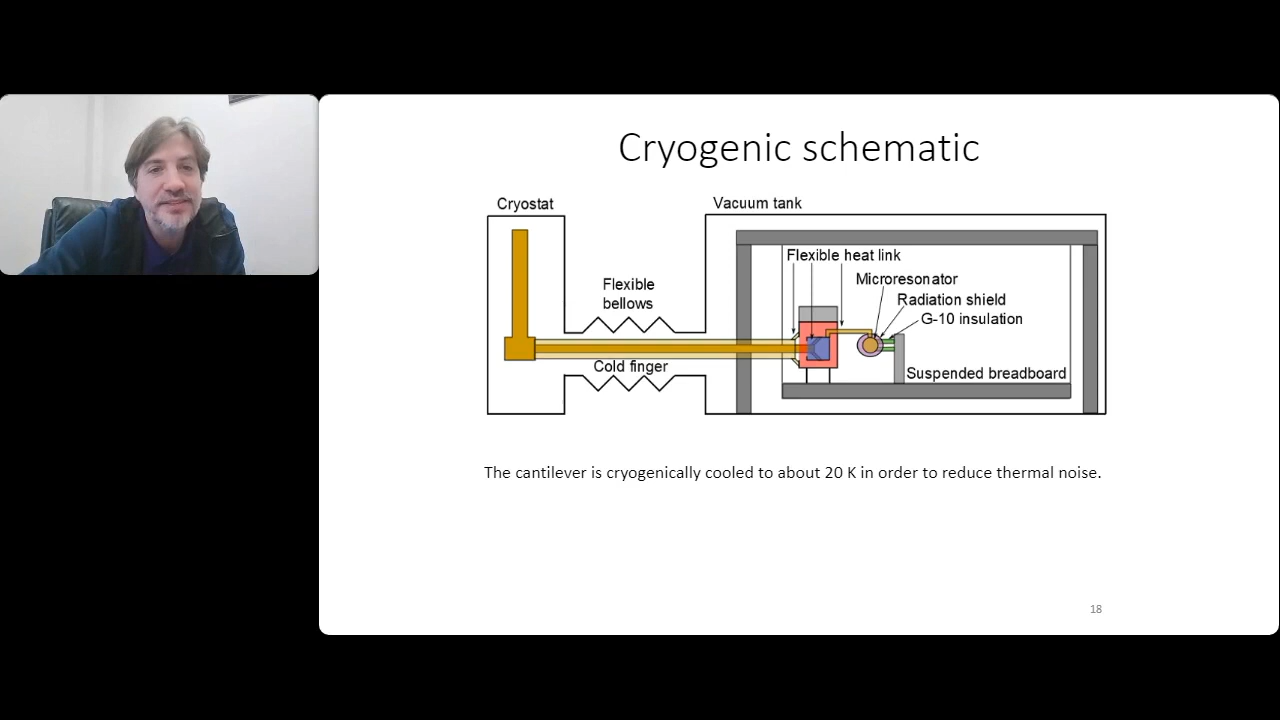 Cryogenic schematic
Cryostat
Vacuum tank
Flexible heat link
Microresonator
Flexible
bellows
Radiation shield
G-10 insulation
Cold finger
Suspended breadboard
The cantilever is cryogenically cooled to about 20 K in order to reduce thermal noise.
18